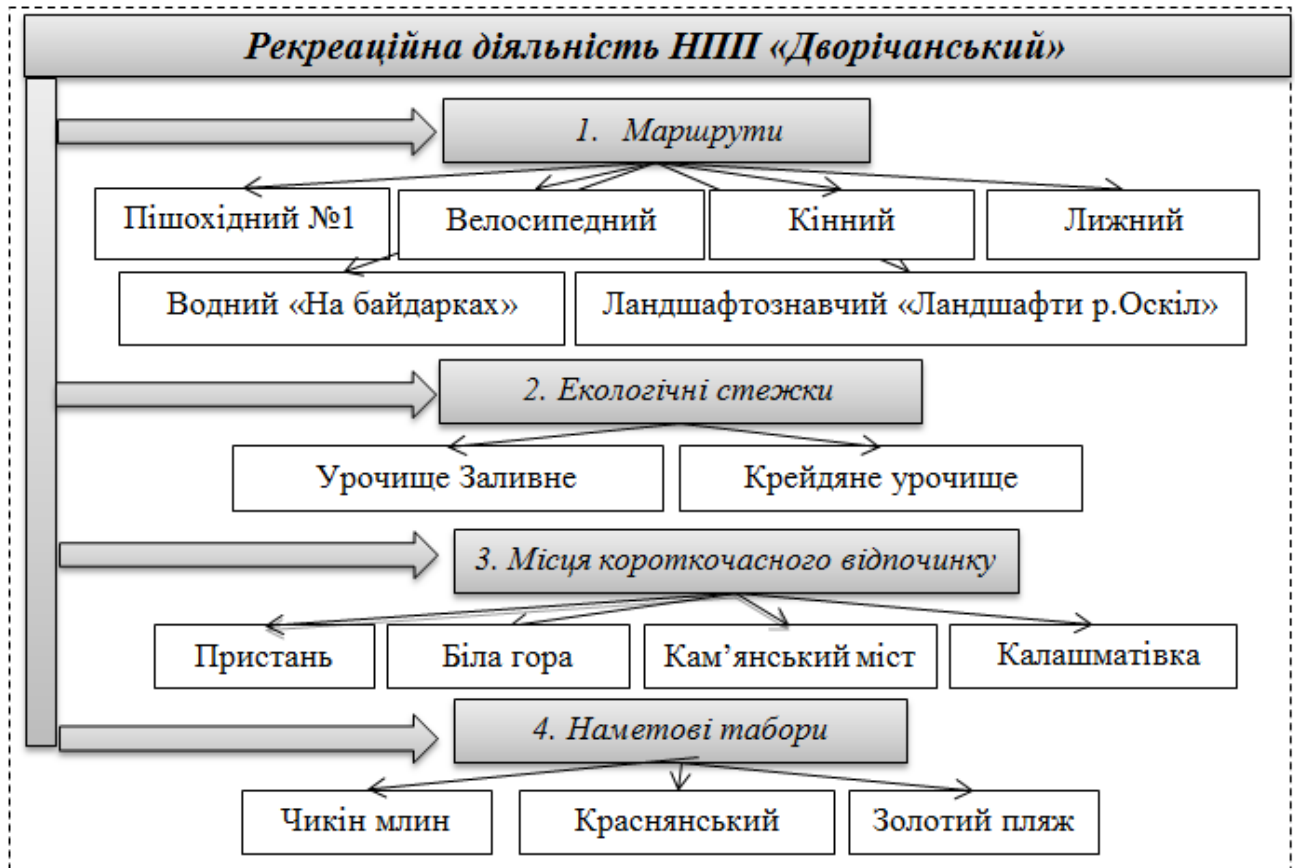 Рекреаційна діяльність НПП «Дворічанський»
1. Маршрути
Пішохідний №1
Велосипедний
Кінний
Лижний
Водний «На байдарках»
Ландшафтознавчий «Ландшафти р.Оскіл»
2. Екологічні стежки
Урочище Заливне
Крейдяне урочище
3. Місця короткочасного відпочинку
Пристань
Біла гора
Кам’янський міст
Калашматівка
4. Наметові табори
Чикін млин
Краснянський
Золотий пляж